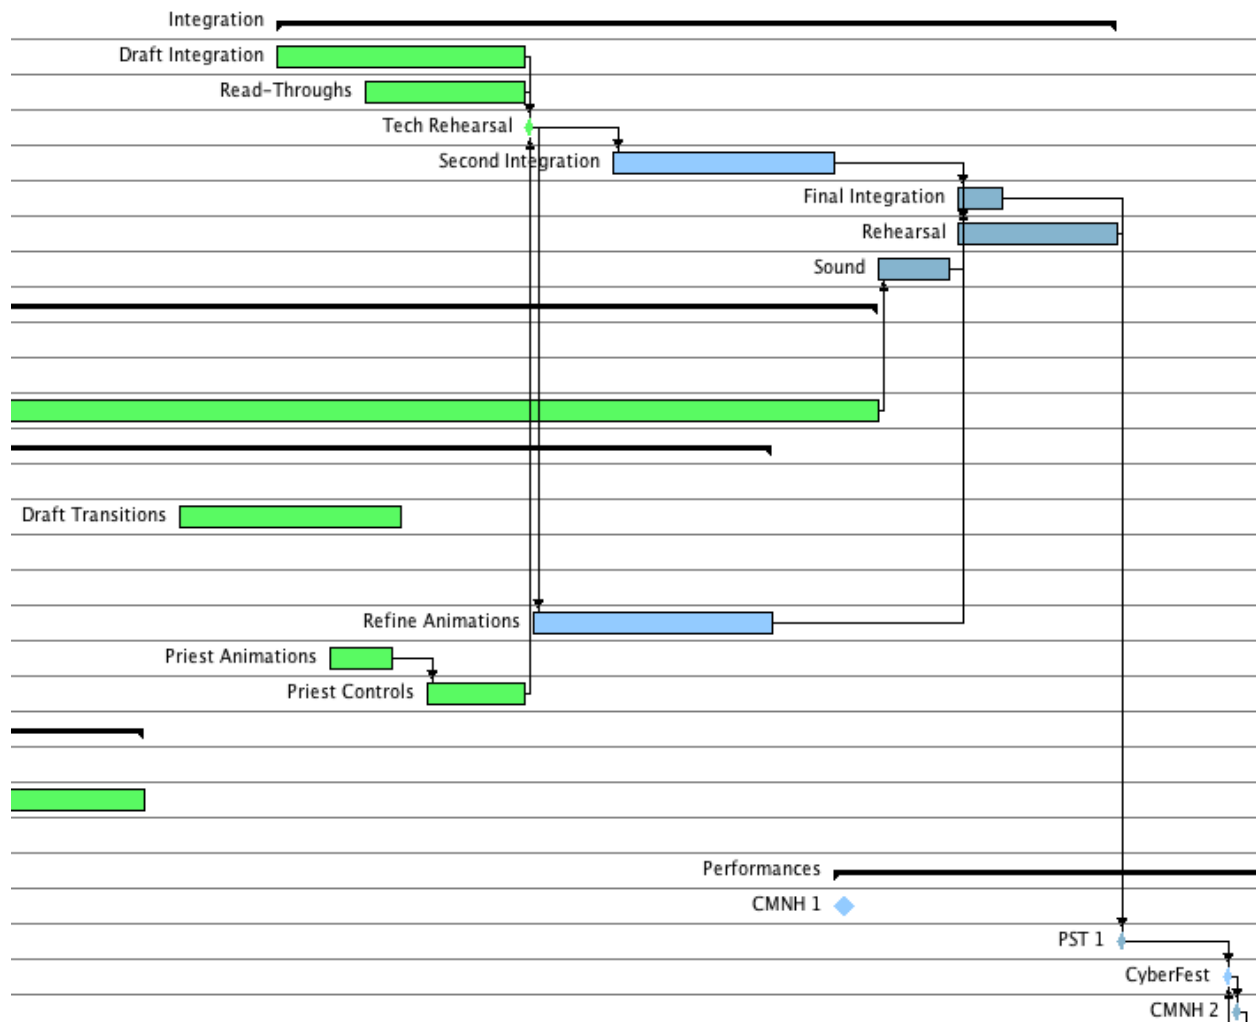 Integration
Draft Integration
Read-Throughs
Tech Rehearsal
Second Integration
Final Integration
Rehearsal
Sound
Draft Transitions
Refine Animations
Priest Animations
Priest Controls
Performances
CMNH 1
PST 1
CyberFest
CMNH 2